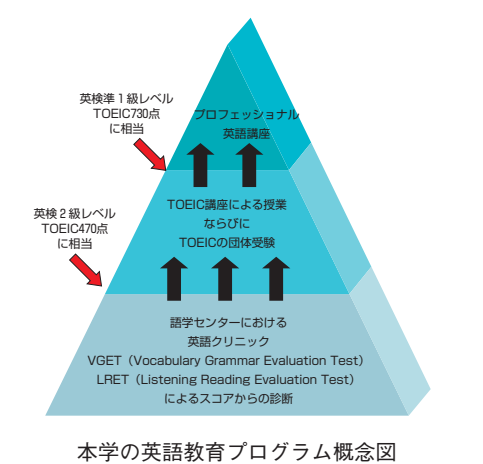 英検準１級レベル
TOEIC730点
に相当
プロフェッショナル
英語講座
英検２級レベル
TOEIC470点
に相当
TOEIC講座による授業
ならびに
TOEICの団体受験
語学センターにおける
英語クリニック
VGET（Vocabulary Grammar Evaluation Test）
LRET（Listening Reading Evaluation Test）
によるスコアからの診断
本学の英語教育プログラム概念図